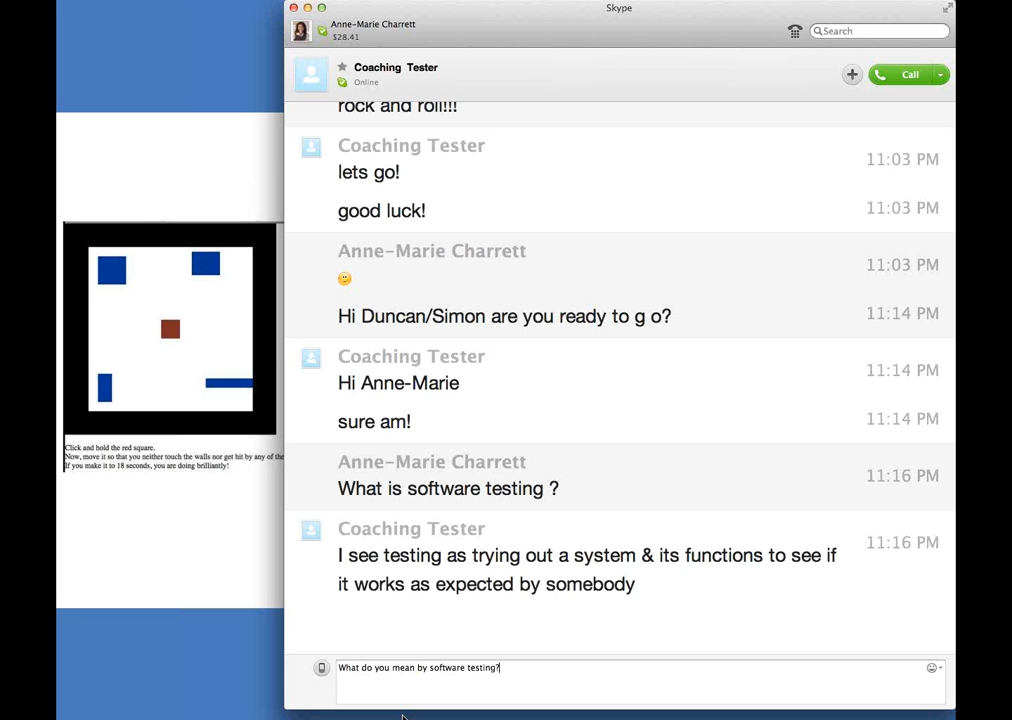 Skype
Anne-Marie Charrett
$28.41
Search
Coaching Tester
Online
Call
rock and roll!!!
Coaching Tester
lets go!
11:03 PM
good luck!
11:03 PM
Anne-Marie Charrett
11:03 PM
Hi Duncan/Simon are you ready to g o?
11:14 PM
Coaching Tester
Hi Anne-Marie
11:14 PM
sure am!
11:14 PM
Anne-Marie Charrett
What is software testing ?
11:16 PM
Coaching Tester
I see testing as trying out a system & its functions to see if
it works as expected by somebody
11:16 PM
What do you mean by software testing?
Click and hold the red square.
Now, move it so that you neither touch the walls nor get hit by any of the
If you make it to 18 seconds, you are doing brilliantly!